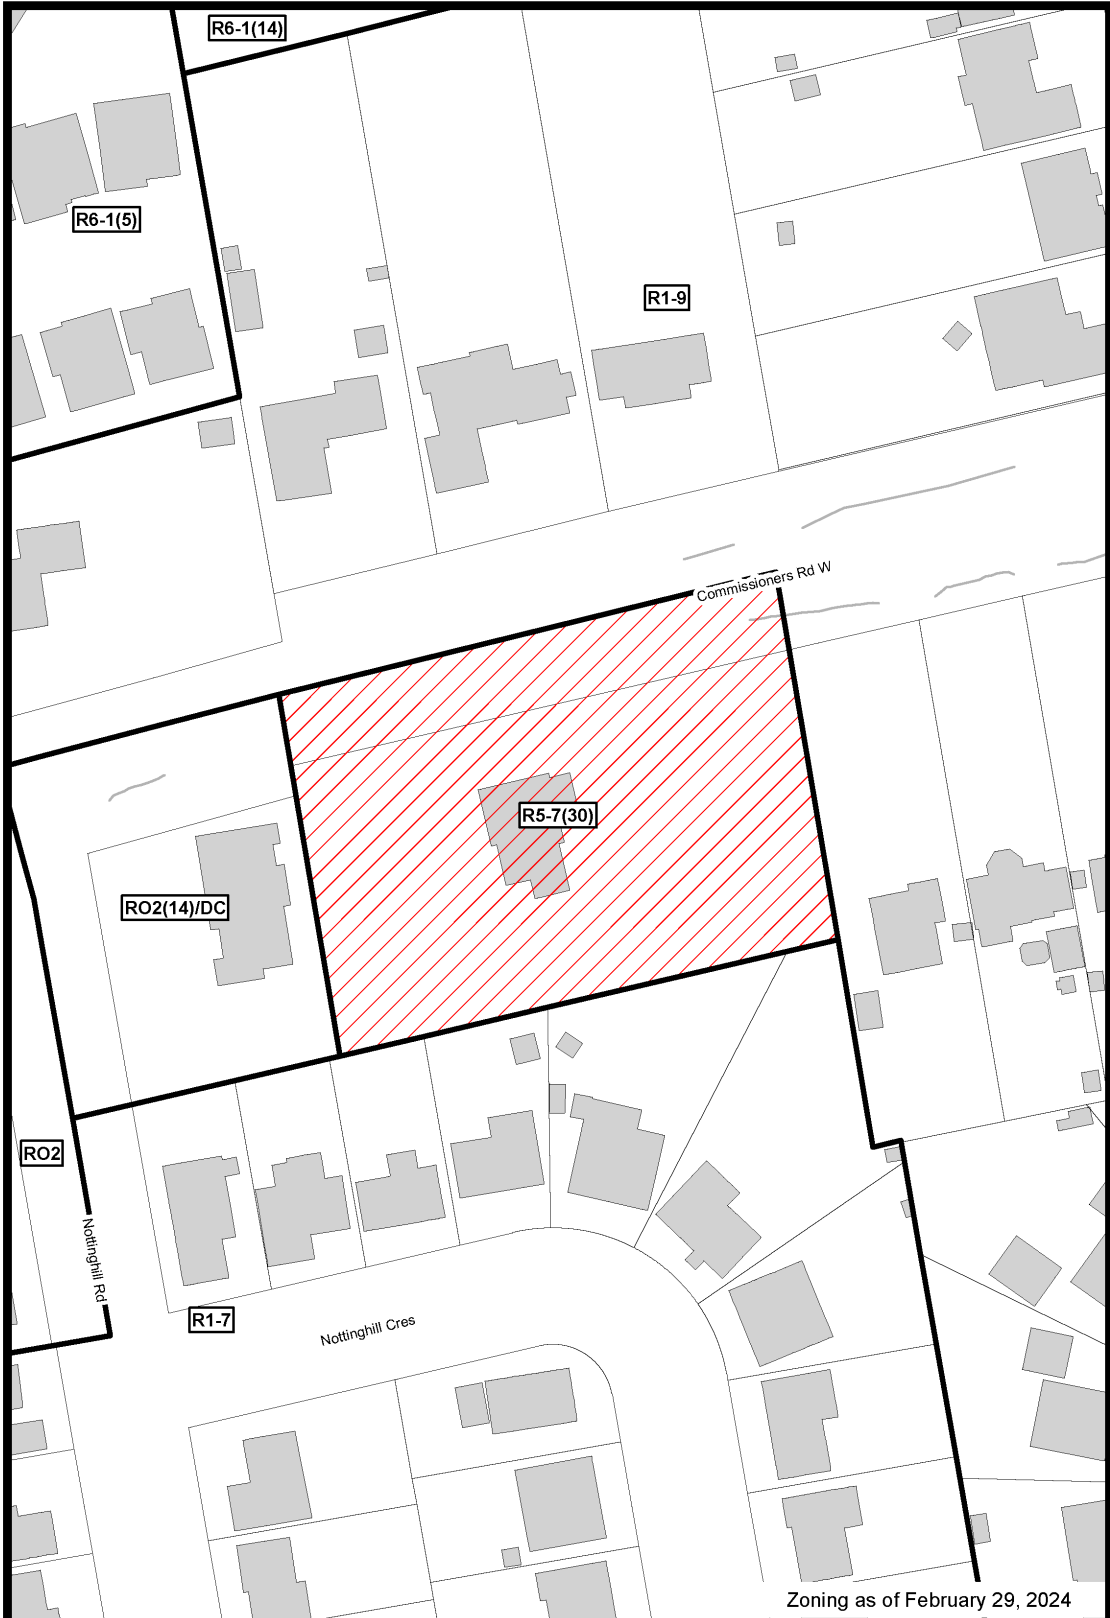 R6-1(14)
R6-1(5)
R1-9
Commissioners Rd W
R5-7(30)
RO2(14)/DC
RO2
Nottinghill Rd
R1-7
Nottinghill Cres
Zoning as of February 29, 2024